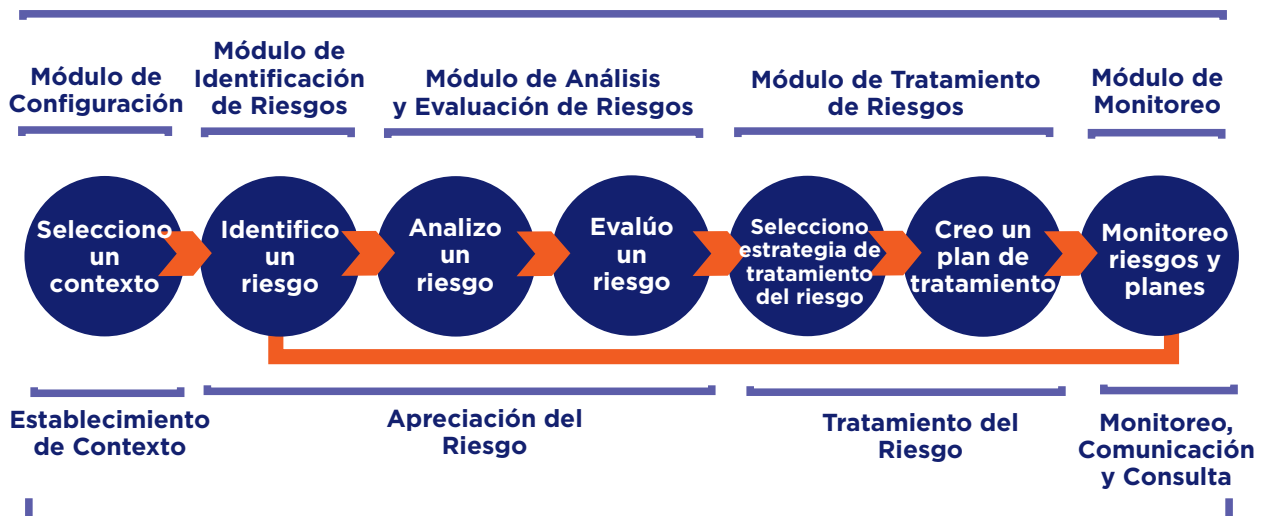 Módulo de
Configuración
Módulo de
Identificación
de Riesgos
Módulo de Análisis
y Evaluación de Riesgos
Módulo de Tratamiento
de Riesgos
Módulo de
Monitoreo
Selecciono
un
contexto
Identifico
un
riesgo
Analizo
un
riesgo
Evalúo
un
riesgo
Selecciono
estrategia de
tratamiento
del riesgo
Creo un
plan de
tratamiento
Monitoreo
riesgos y
planes
Establecimiento
de Contexto
Apreciación del
Riesgo
Tratamiento del
Riesgo
Monitoreo,
Comunicación
y Consulta